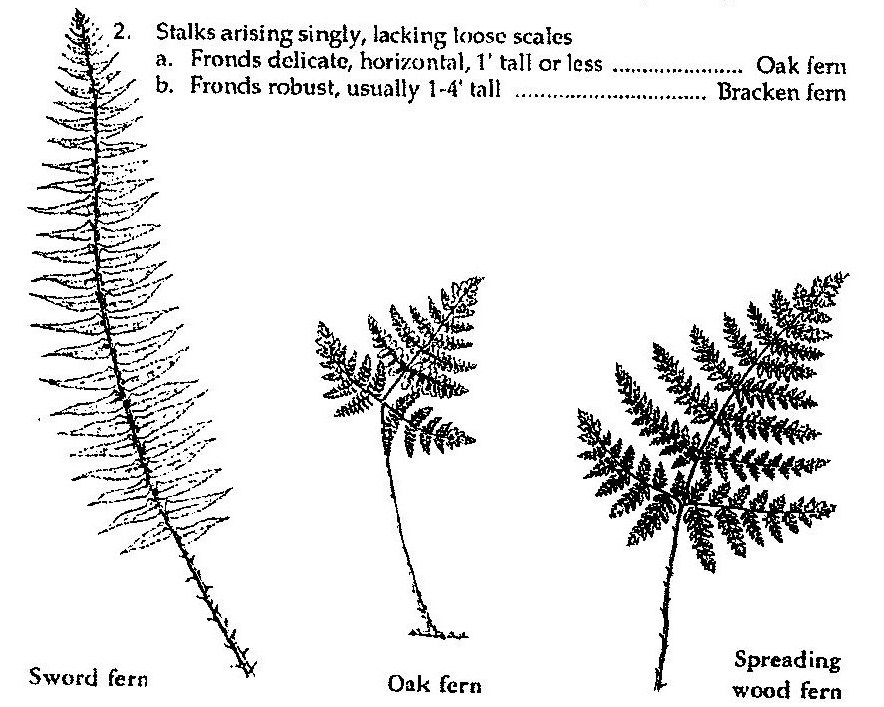 2. Stalks arising singly, lacking loose scales
a. Fronds delicate, horizontal, 1' tall or less ...................... Oak fern
b. Fronds robust, usually 1-4' tall ............................... Bracken fern
Sword fern
Oak fern
Spreading
wood fern